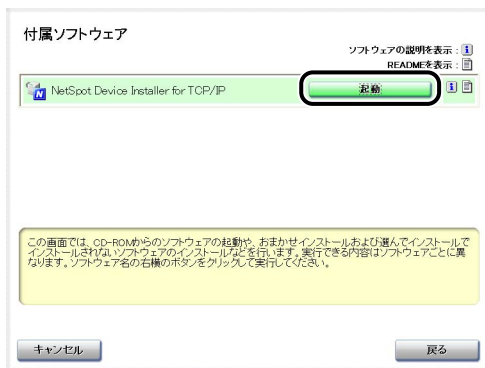 付属ソフトウェア
ソフトウェアの説明を表示 : i
READMEを表示 :
NetSpot Device Installer for TCP/IP
起動
この画面では、CD-ROMからのソフトウェアの起動や、おまかせインストールおよび選んでインストールで
インストールされないソフトウェアのインストールなどを行います。実行できる内容はソフトウェアごとに異
なります。ソフトウェア名の右横のボタンをクリックして実行してください。
キャンセル
戻る